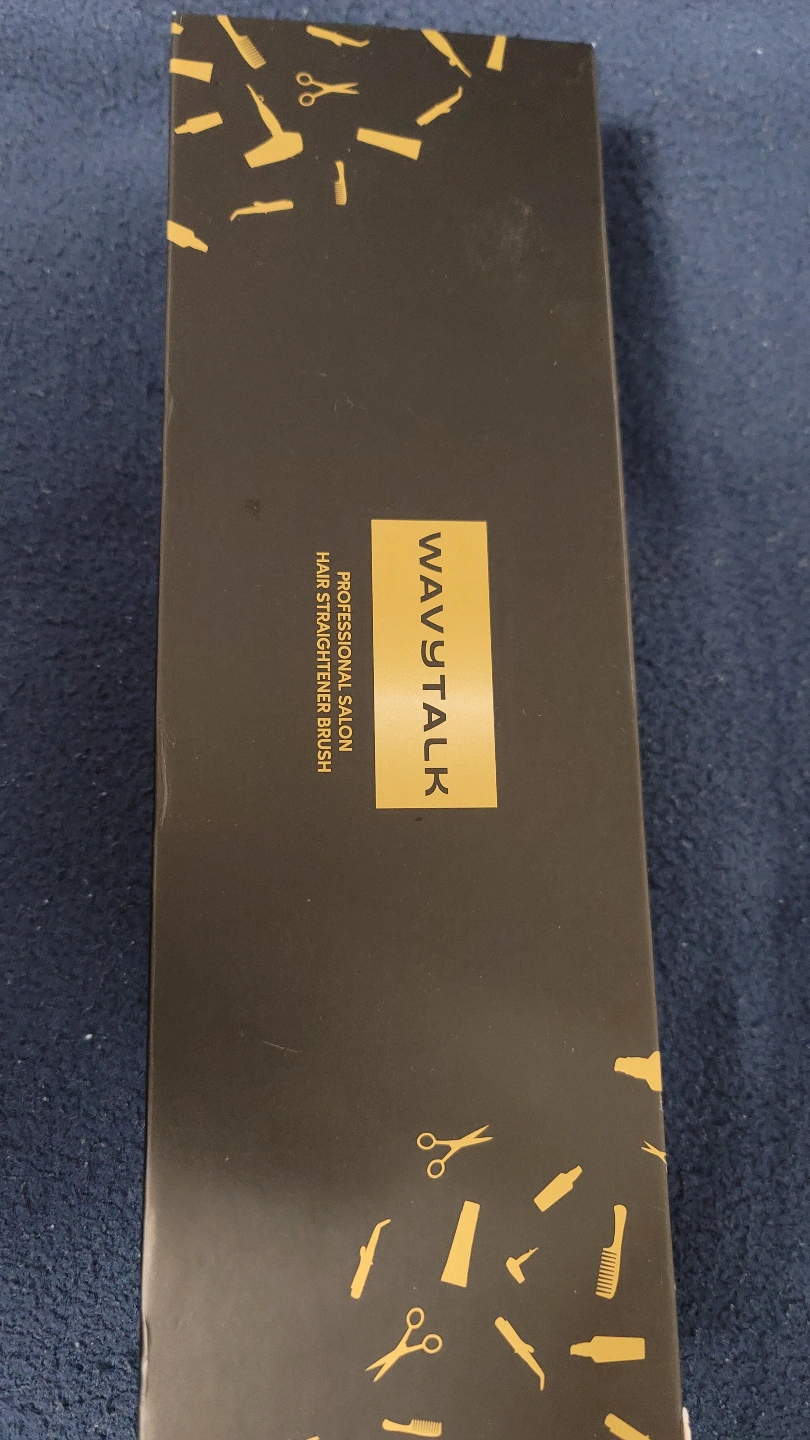 WAVYTALK
PROFESSIONAL SALON
HAIR STRAIGHTENER BRUSH